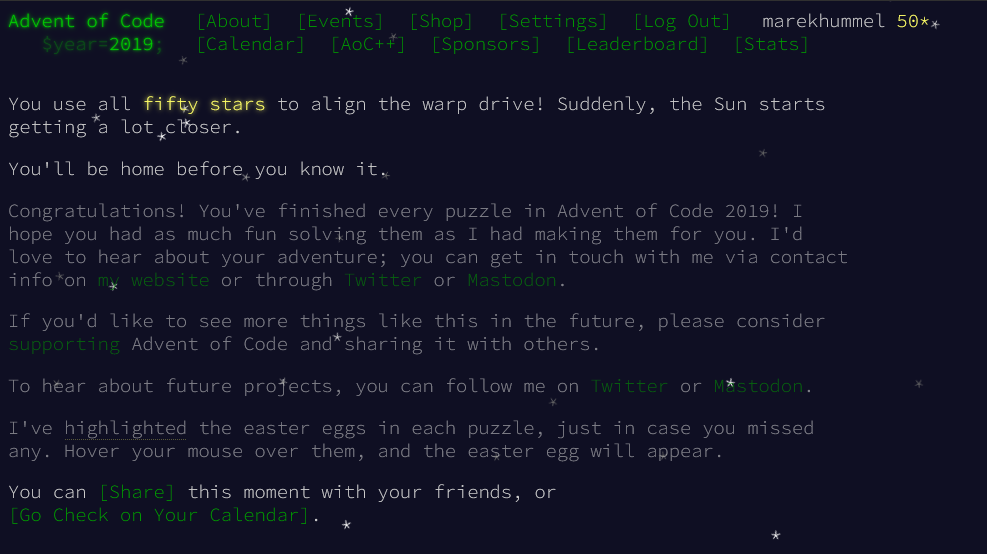 Advent of Code [About] [Events] [Shop] [Settings] [Log Out] marekhummel 50*
$year=2019; [Calendar] [AoC++] [Sponsors] [Leaderboard] [Stats]
You use all fifty stars to align the warp drive! Suddenly, the Sun starts
getting a lot closer.
You'll be home before you know it.
Congratulations! You've finished every puzzle in Advent of Code 2019! I
hope you had as much fun solving them as I had making them for you. I'd
love to hear about your adventure; you can get in touch with me via contact
info on my website or through Twitter or Mastodon.
If you'd like to see more things like this in the future, please consider
supporting Advent of Code and sharing it with others.
To hear about future projects, you can follow me on Twitter or Mastodon.
I've highlighted the easter eggs in each puzzle, just in case you missed
any. Hover your mouse over them, and the easter egg will appear.
You can [Share] this moment with your friends, or
[Go Check on Your Calendar].